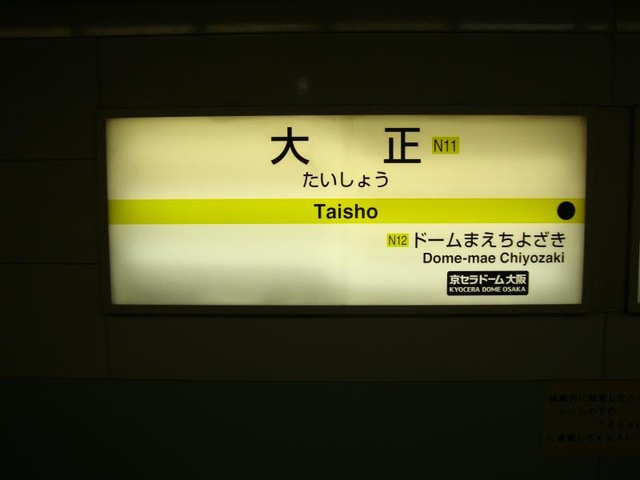 大正 N11
たいしょう
Taisho
N12 ドームまえちよざき
Dome-mae Chiyozaki
京セラドーム大阪
KYOCERA DOME OSAKA